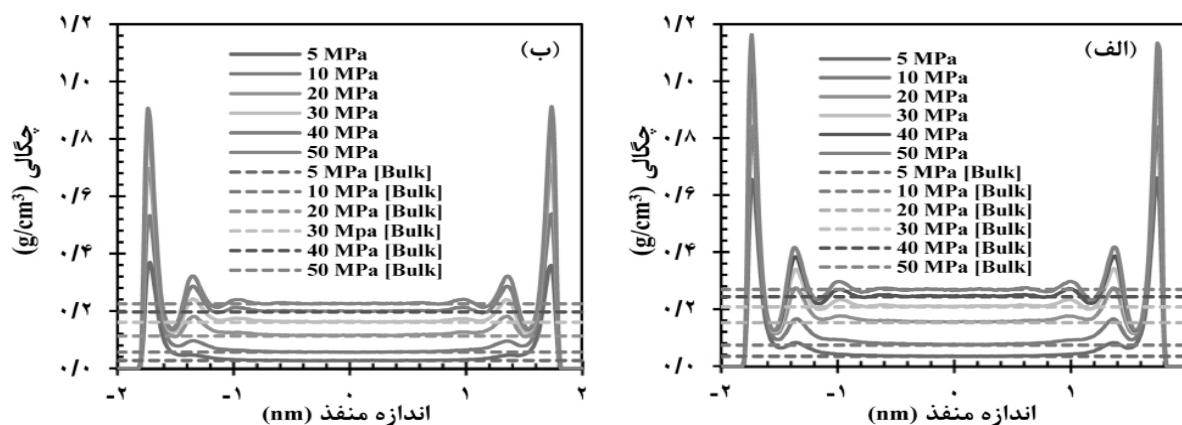 (الف)
چگالی (g/cm³)
۱/۲
۱/۰
۰/۸
۰/۶
۰/۴
۰/۲
۰/۰
5 MPa
10 MPa
20 MPa
30 MPa
40 MPa
50 MPa
5 MPa [Bulk]
10 MPa [Bulk]
20 MPa [Bulk]
30 MPa [Bulk]
40 MPa [Bulk]
50 MPa [Bulk]
-۲ -۱ ۰ ۱
اندازه منفذ (nm)
(ب)
چگالی (g/cm³)
۱/۲
۱/۰
۰/۸
۰/۶
۰/۴
۰/۲
۰/۰
5 MPa
10 MPa
20 MPa
30 MPa
40 MPa
50 MPa
5 MPa [Bulk]
10 MPa [Bulk]
20 MPa [Bulk]
30 Mpa [Bulk]
40 MPa [Bulk]
50 MPa [Bulk]
-۲ -۱ ۰ ۱ ۲
اندازه منفذ (nm)